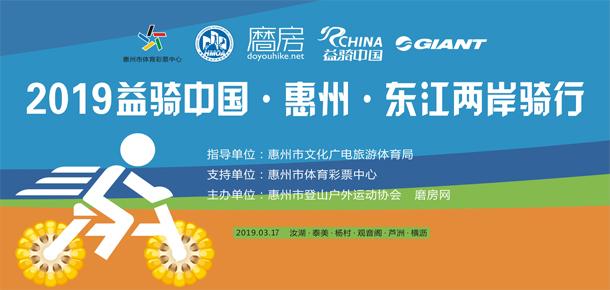 惠州市体育彩票中心
HMOA
磨房
doyouhike.net
RCHINA
益骑中国
GIANT
2019益骑中国·惠州·东江两岸骑行
指导单位：惠州市文化广电旅游体育局
支持单位：惠州市体育彩票中心
主办单位：惠州市登山户外运动协会 磨房网
2019.03.17 汝湖·泰美·杨村·观音阁·芦洲·横沥